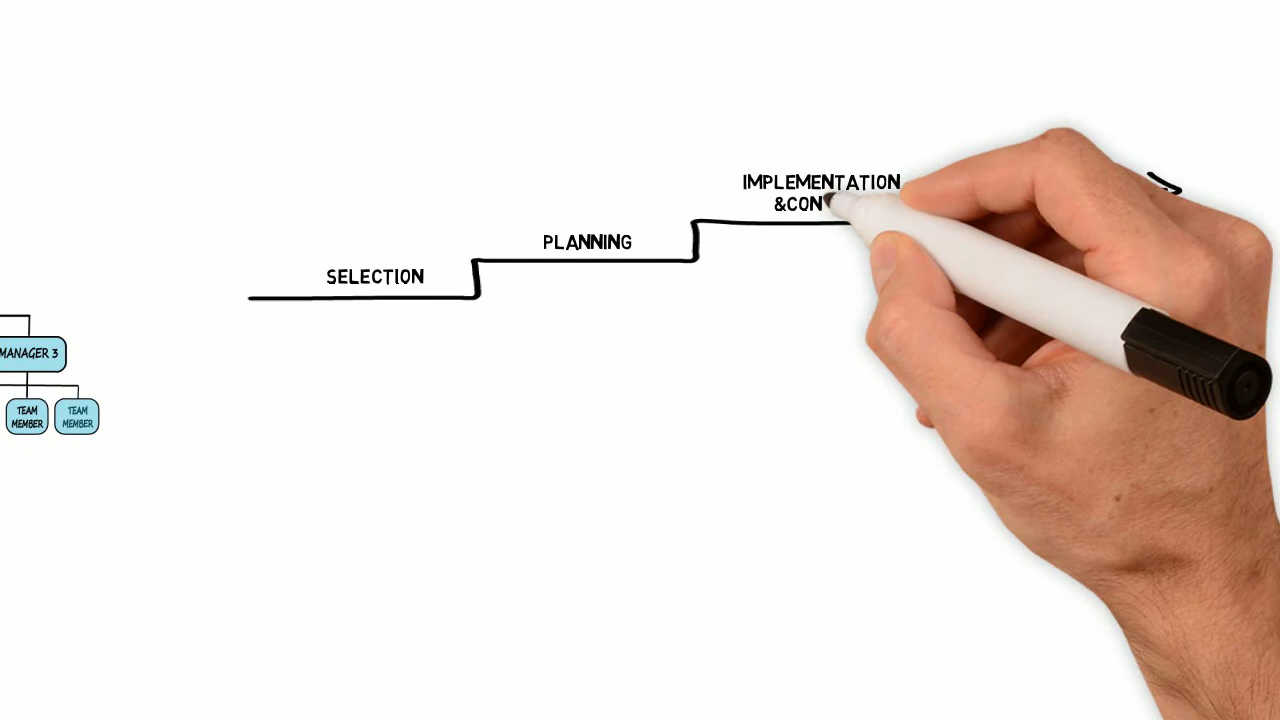 IMPLEMENTATION
&CON
PLANNING
SELECTION
MANAGER 3
TEAM
MEMBER
TEAM
MEMBER